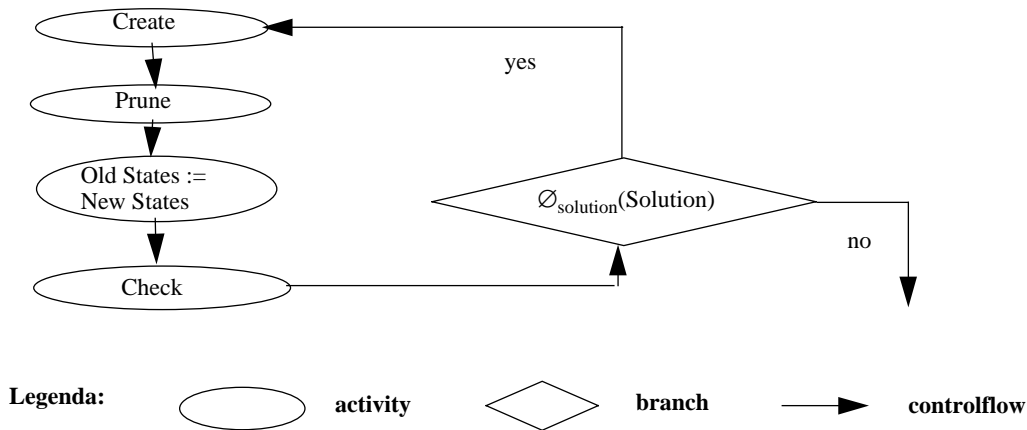 Create
yes
Prune
Old States :=
New States
∅solution(Solution)
no
Check
Legenda:
activity
branch
controlflow